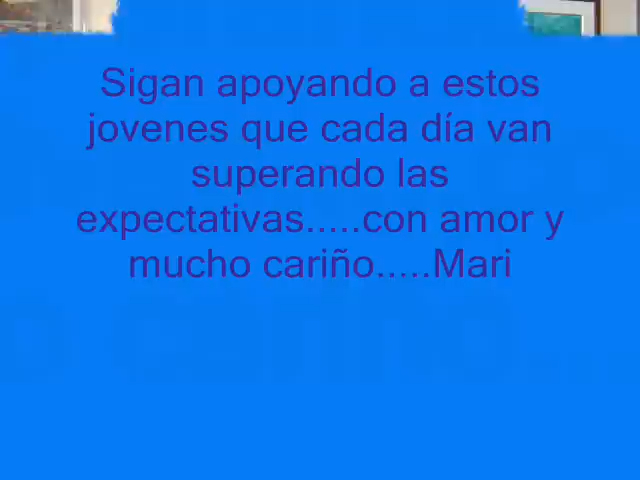 Sigan apoyando a estos
jovenes que cada día van
superando las
expectativas.....con amor y
mucho cariño.....Mari